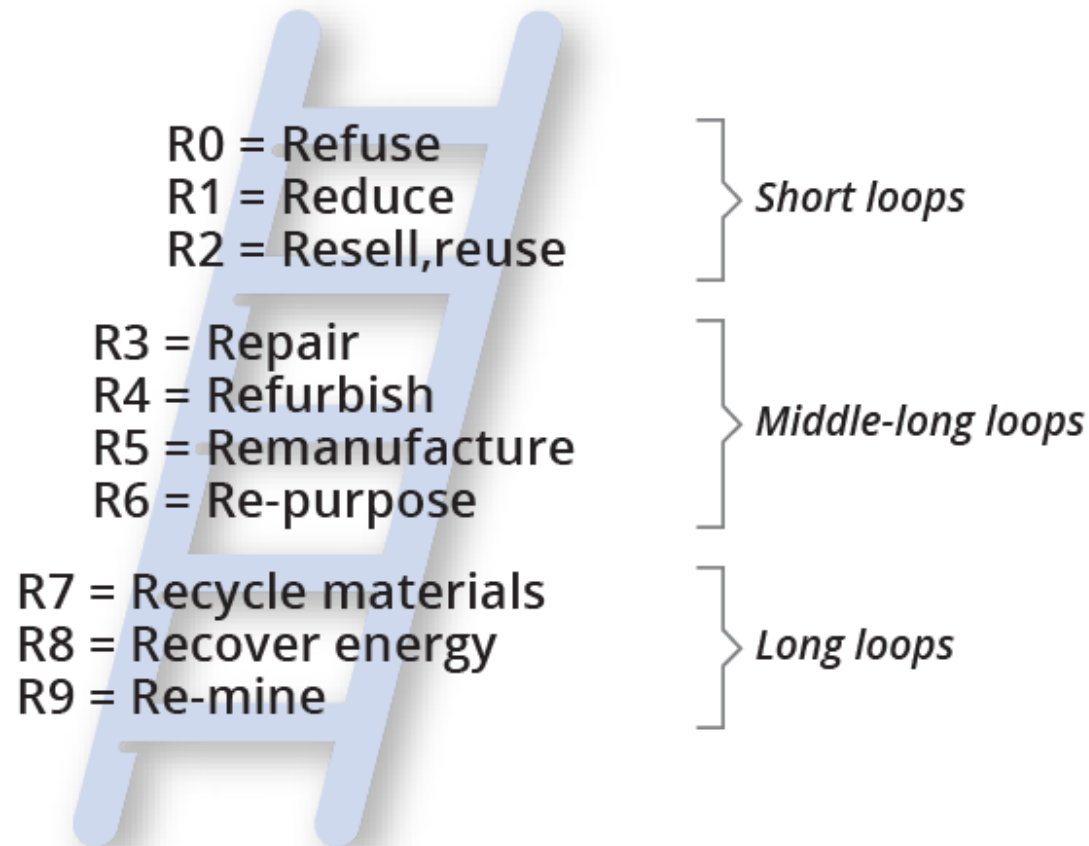 R0 = Refuse
R1 = Reduce
R2 = Resell,reuse
Short loops
R3 = Repair
R4 = Refurbish
R5 = Remanufacture
R6 = Re-purpose
Middle-long loops
R7 = Recycle materials
R8 = Recover energy
R9 = Re-mine
Long loops